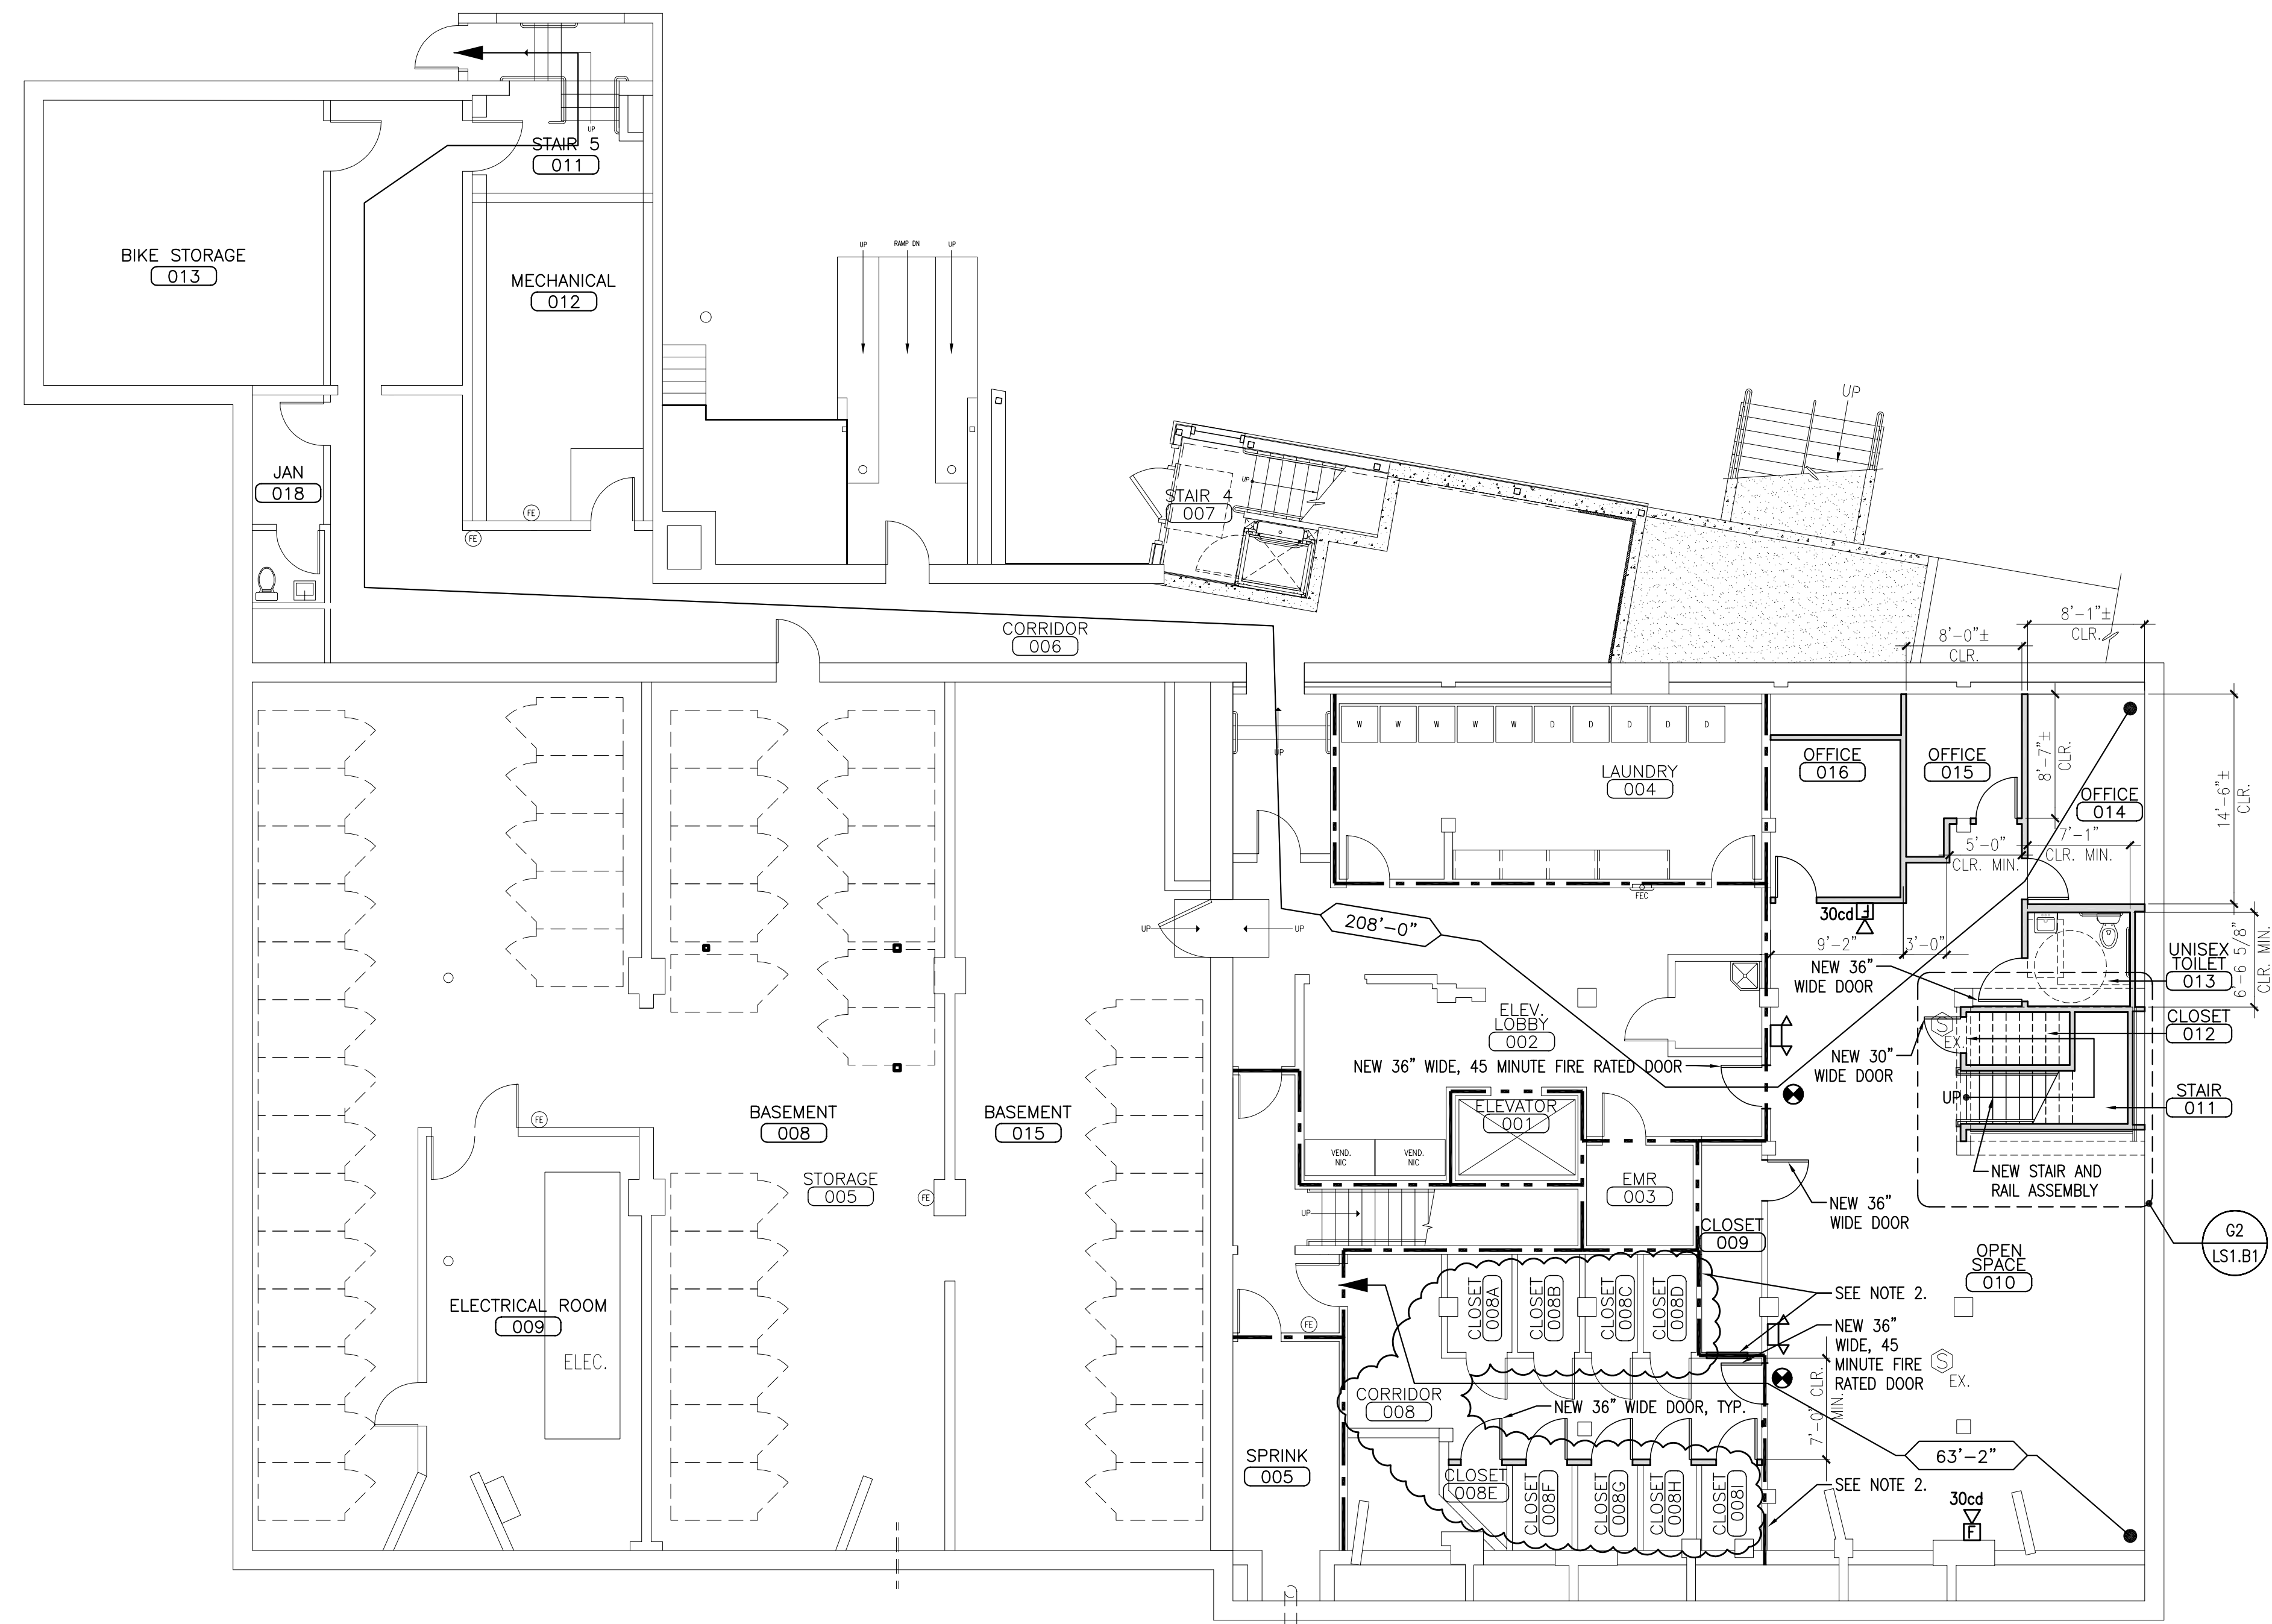 UP
STAIR 5
011
BIKE STORAGE
013
MECHANICAL
012
UP
RAMP DN
UP
UP
JAN
018
FE
FE
STAIR 4
007
UP
CORRIDOR
006
8'-1"±
CLR.
8'-0"±
CLR.
W
W
W
W
W
D
D
D
D
D
UP
LAUNDRY
004
OFFICE
016
OFFICE
015
8'-7"±
CLR.
OFFICE
014
14'-6"±
CLR.
5'-0"
CLR. MIN.
7'-1"
CLR. MIN.
FEC
30cd
F
208'-0"
UP
UP
9'-2"
3'-0"
6'-6 5/8"
CLR. MIN.
UNISEX
TOILET
013
NEW 36"
WIDE DOOR
ELEV.
LOBBY
002
S
EX.
CLOSET
012
NEW 36" WIDE, 45 MINUTE FIRE RATED DOOR
NEW 30"
WIDE DOOR
UP
STAIR
011
ELEVATOR
001
FE
BASEMENT
008
BASEMENT
015
VEND.
NIC
VEND.
NIC
STORAGE
005
FE
EMR
003
NEW STAIR AND
RAIL ASSEMBLY
UP
NEW 36"
WIDE DOOR
CLOSET
009
G2
LS1.B1
OPEN
SPACE
010
ELECTRICAL ROOM
009
ELEC.
CLOSET
008A
CLOSET
008B
CLOSET
008C
CLOSET
008D
SEE NOTE 2.
FE
NEW 36"
WIDE, 45
MINUTE FIRE
RATED DOOR
S
EX.
CORRIDOR
008
NEW 36" WIDE DOOR, TYP.
7'-0" CLR.
MIN.
SPRINK
005
63'-2"
CLOSET
008E
CLOSET
008F
CLOSET
008G
CLOSET
008H
CLOSET
008I
SEE NOTE 2.
30cd
F